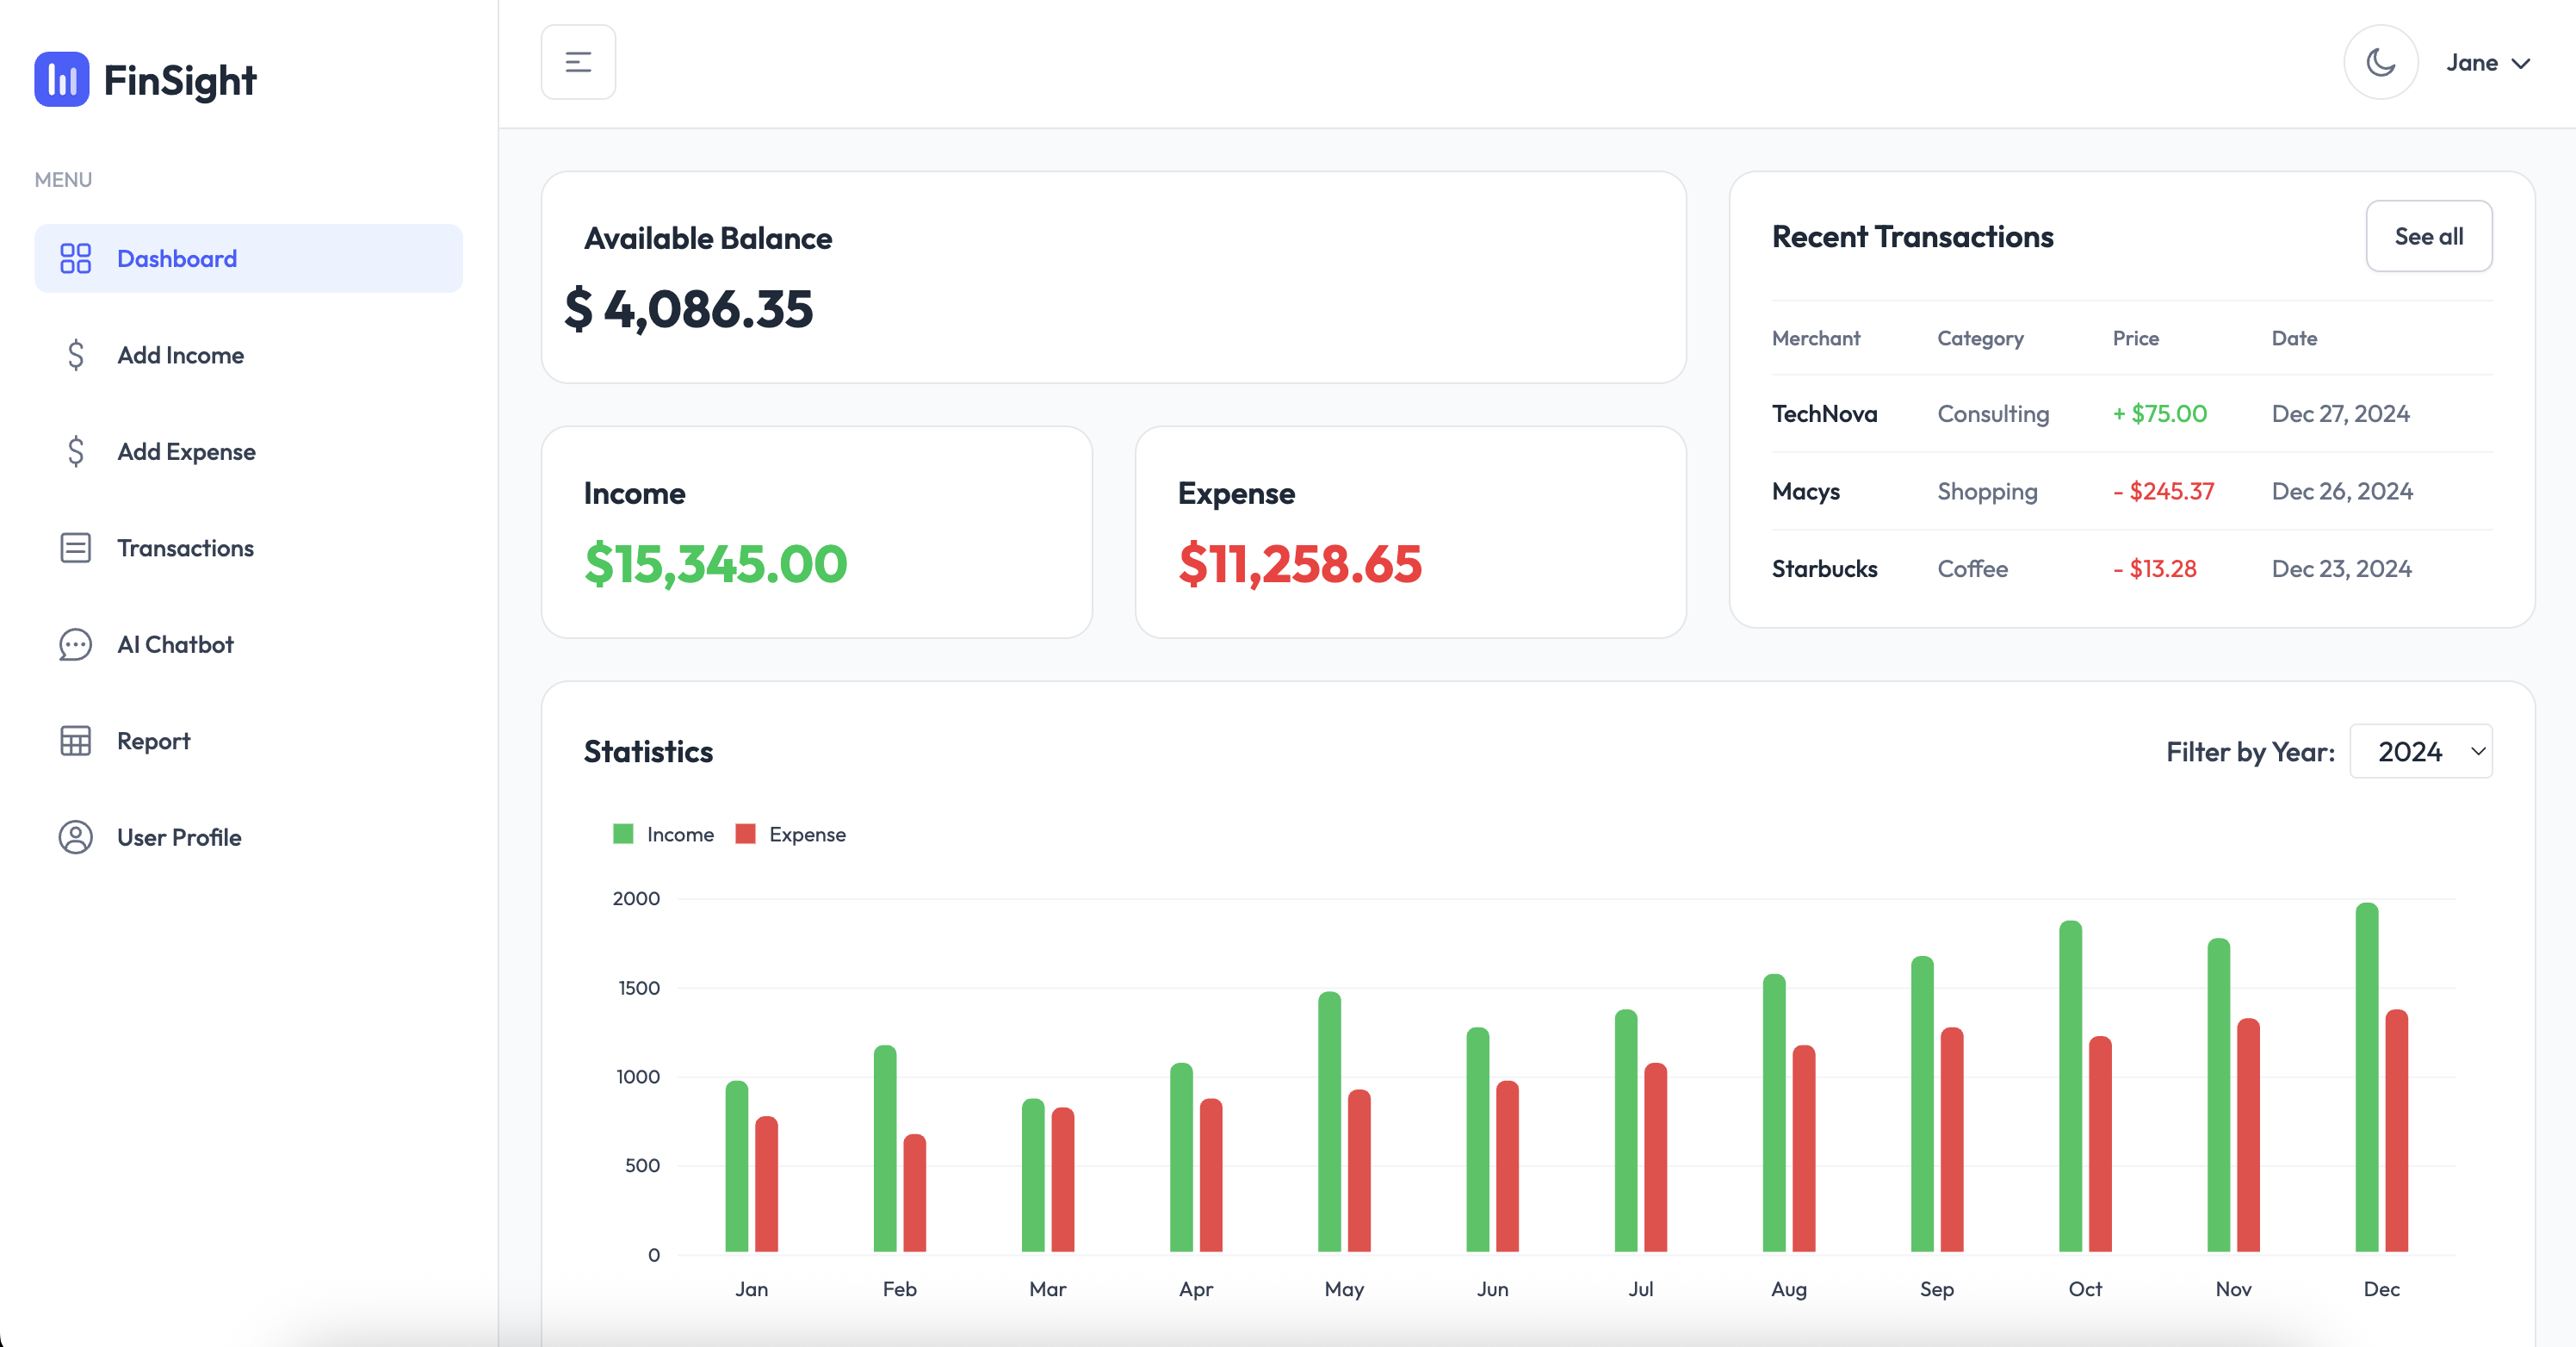 FinSight
MENU
Dashboard
Add Income
Add Expense
Transactions
AI Chatbot
Report
User Profile
Jane
Available Balance
$ 4,086.35
Income
$15,345.00
Expense
$11,258.65
Recent Transactions
See all
Merchant Category Price Date
TechNova Consulting + $75.00 Dec 27, 2024
Macys Shopping - $245.37 Dec 26, 2024
Starbucks Coffee - $13.28 Dec 23, 2024
Statistics
Filter by Year: 2024
Income Expense
2000
1500
1000
500
0
Jan Feb Mar Apr May Jun Jul Aug Sep Oct Nov Dec